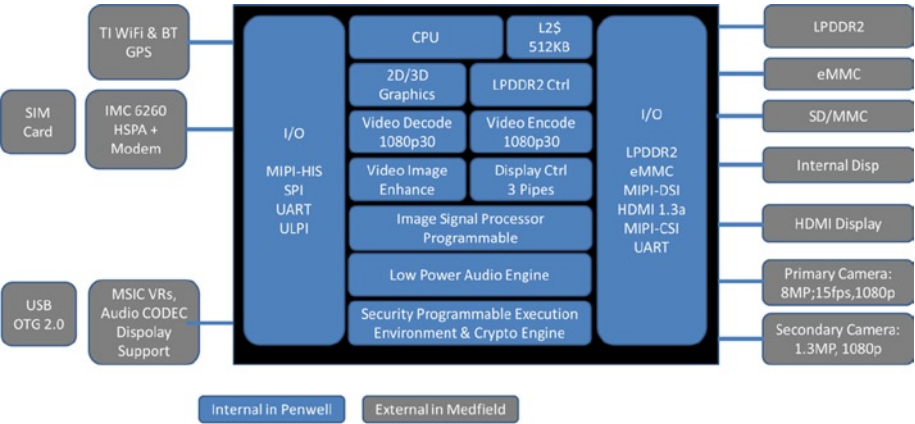 TI WiFi & BT
GPS
SIM
Card
IMC 6260
HSPA +
Modem
USB
OTG 2.0
MSIC VRs,
Audio CODEC
Dispolay
Support
I/O
MIPI-HIS
SPI
UART
ULPI
CPU
L2$
512KB
2D/3D
Graphics
LPDDR2 Ctrl
Video Decode
1080p30
Video Encode
1080p30
Video Image
Enhance
Display Ctrl
3 Pipes
Image Signal Processor
Programmable
Low Power Audio Engine
Security Programmable Execution
Environment & Crypto Engine
I/O
LPDDR2
eMMC
MIPI-DSI
HDMI 1.3a
MIPI-CSI
UART
LPDDR2
eMMC
SD/MMC
Internal Disp
HDMI Display
Primary Camera:
8MP;15fps,1080p
Secondary Camera:
1.3MP, 1080p
Internal in Penwell
External in Medfield